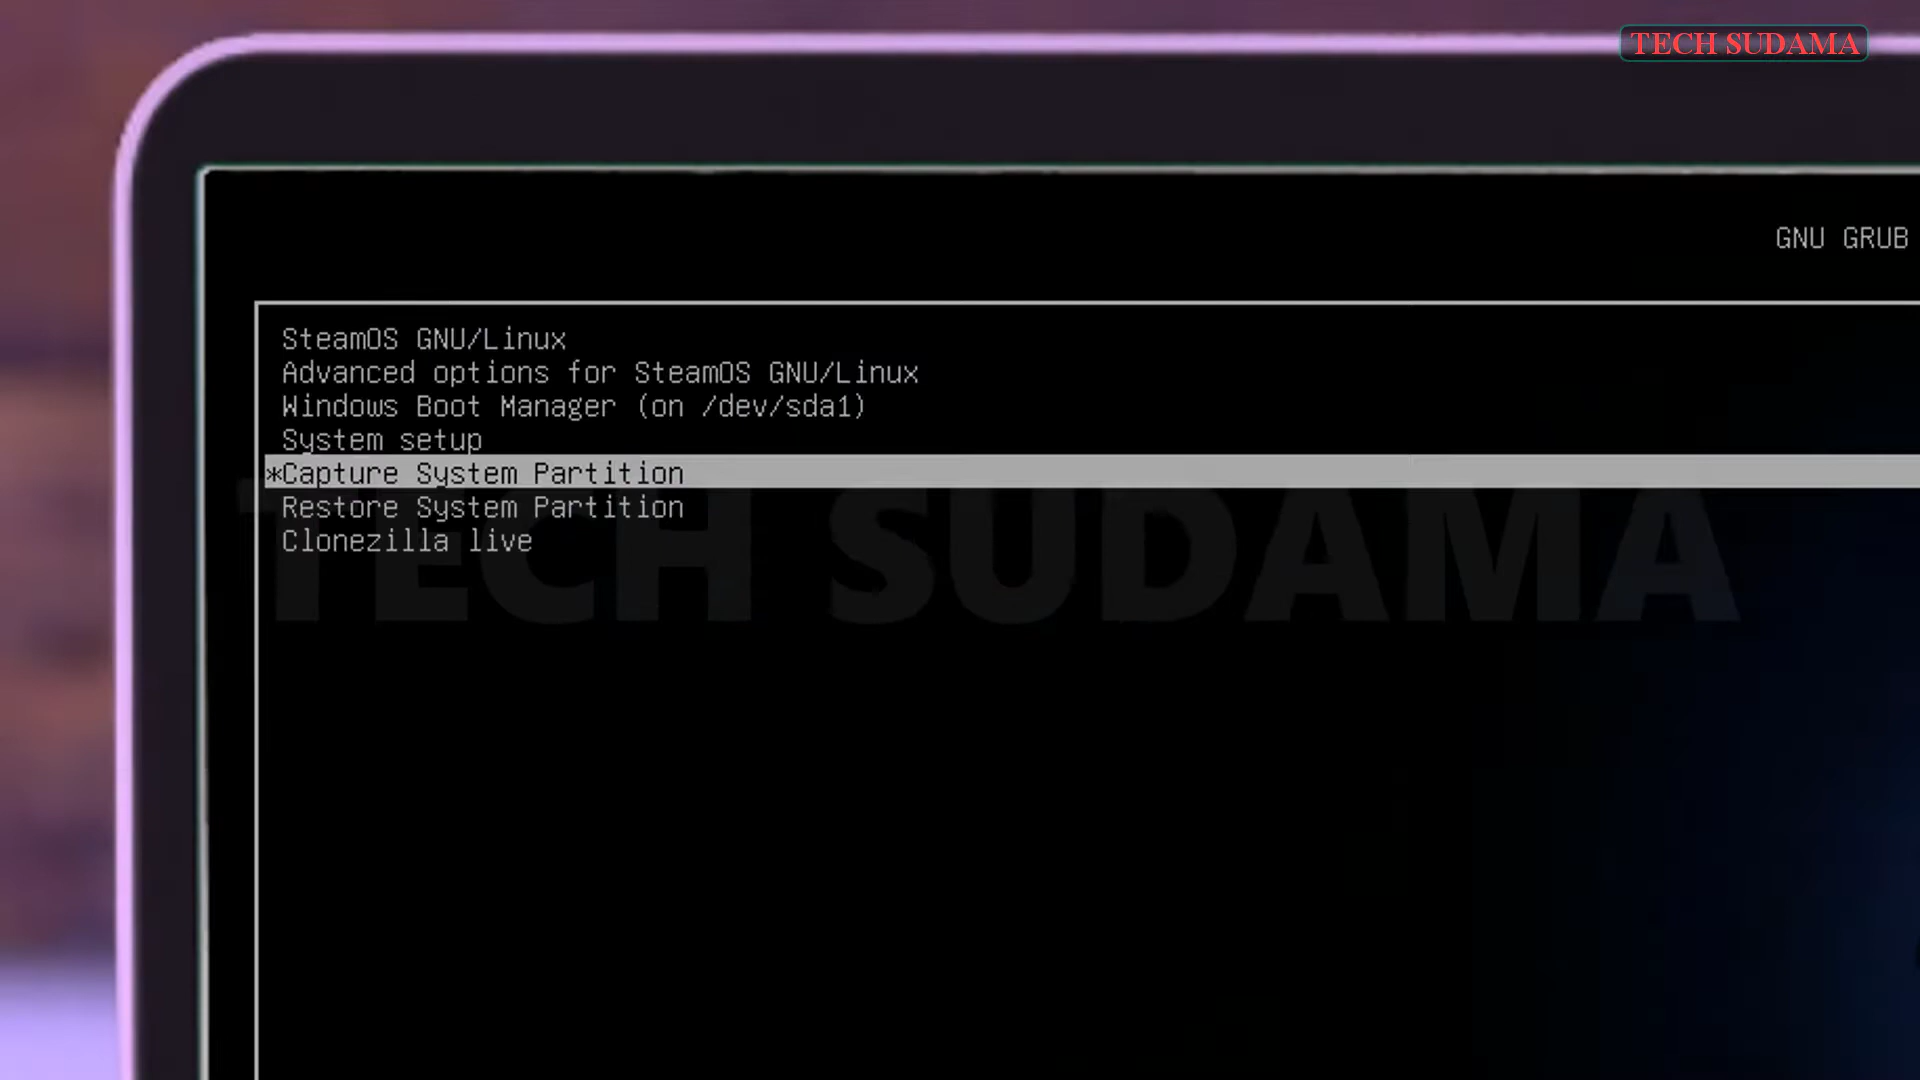 TECH SUDAMA
GNU GRUB
SteamOS GNU/Linux
Advanced options for SteamOS GNU/Linux
Windows Boot Manager (on /dev/sda1)
System setup
*Capture System Partition
Restore System Partition
Clonezilla live
TECH SUDAMA